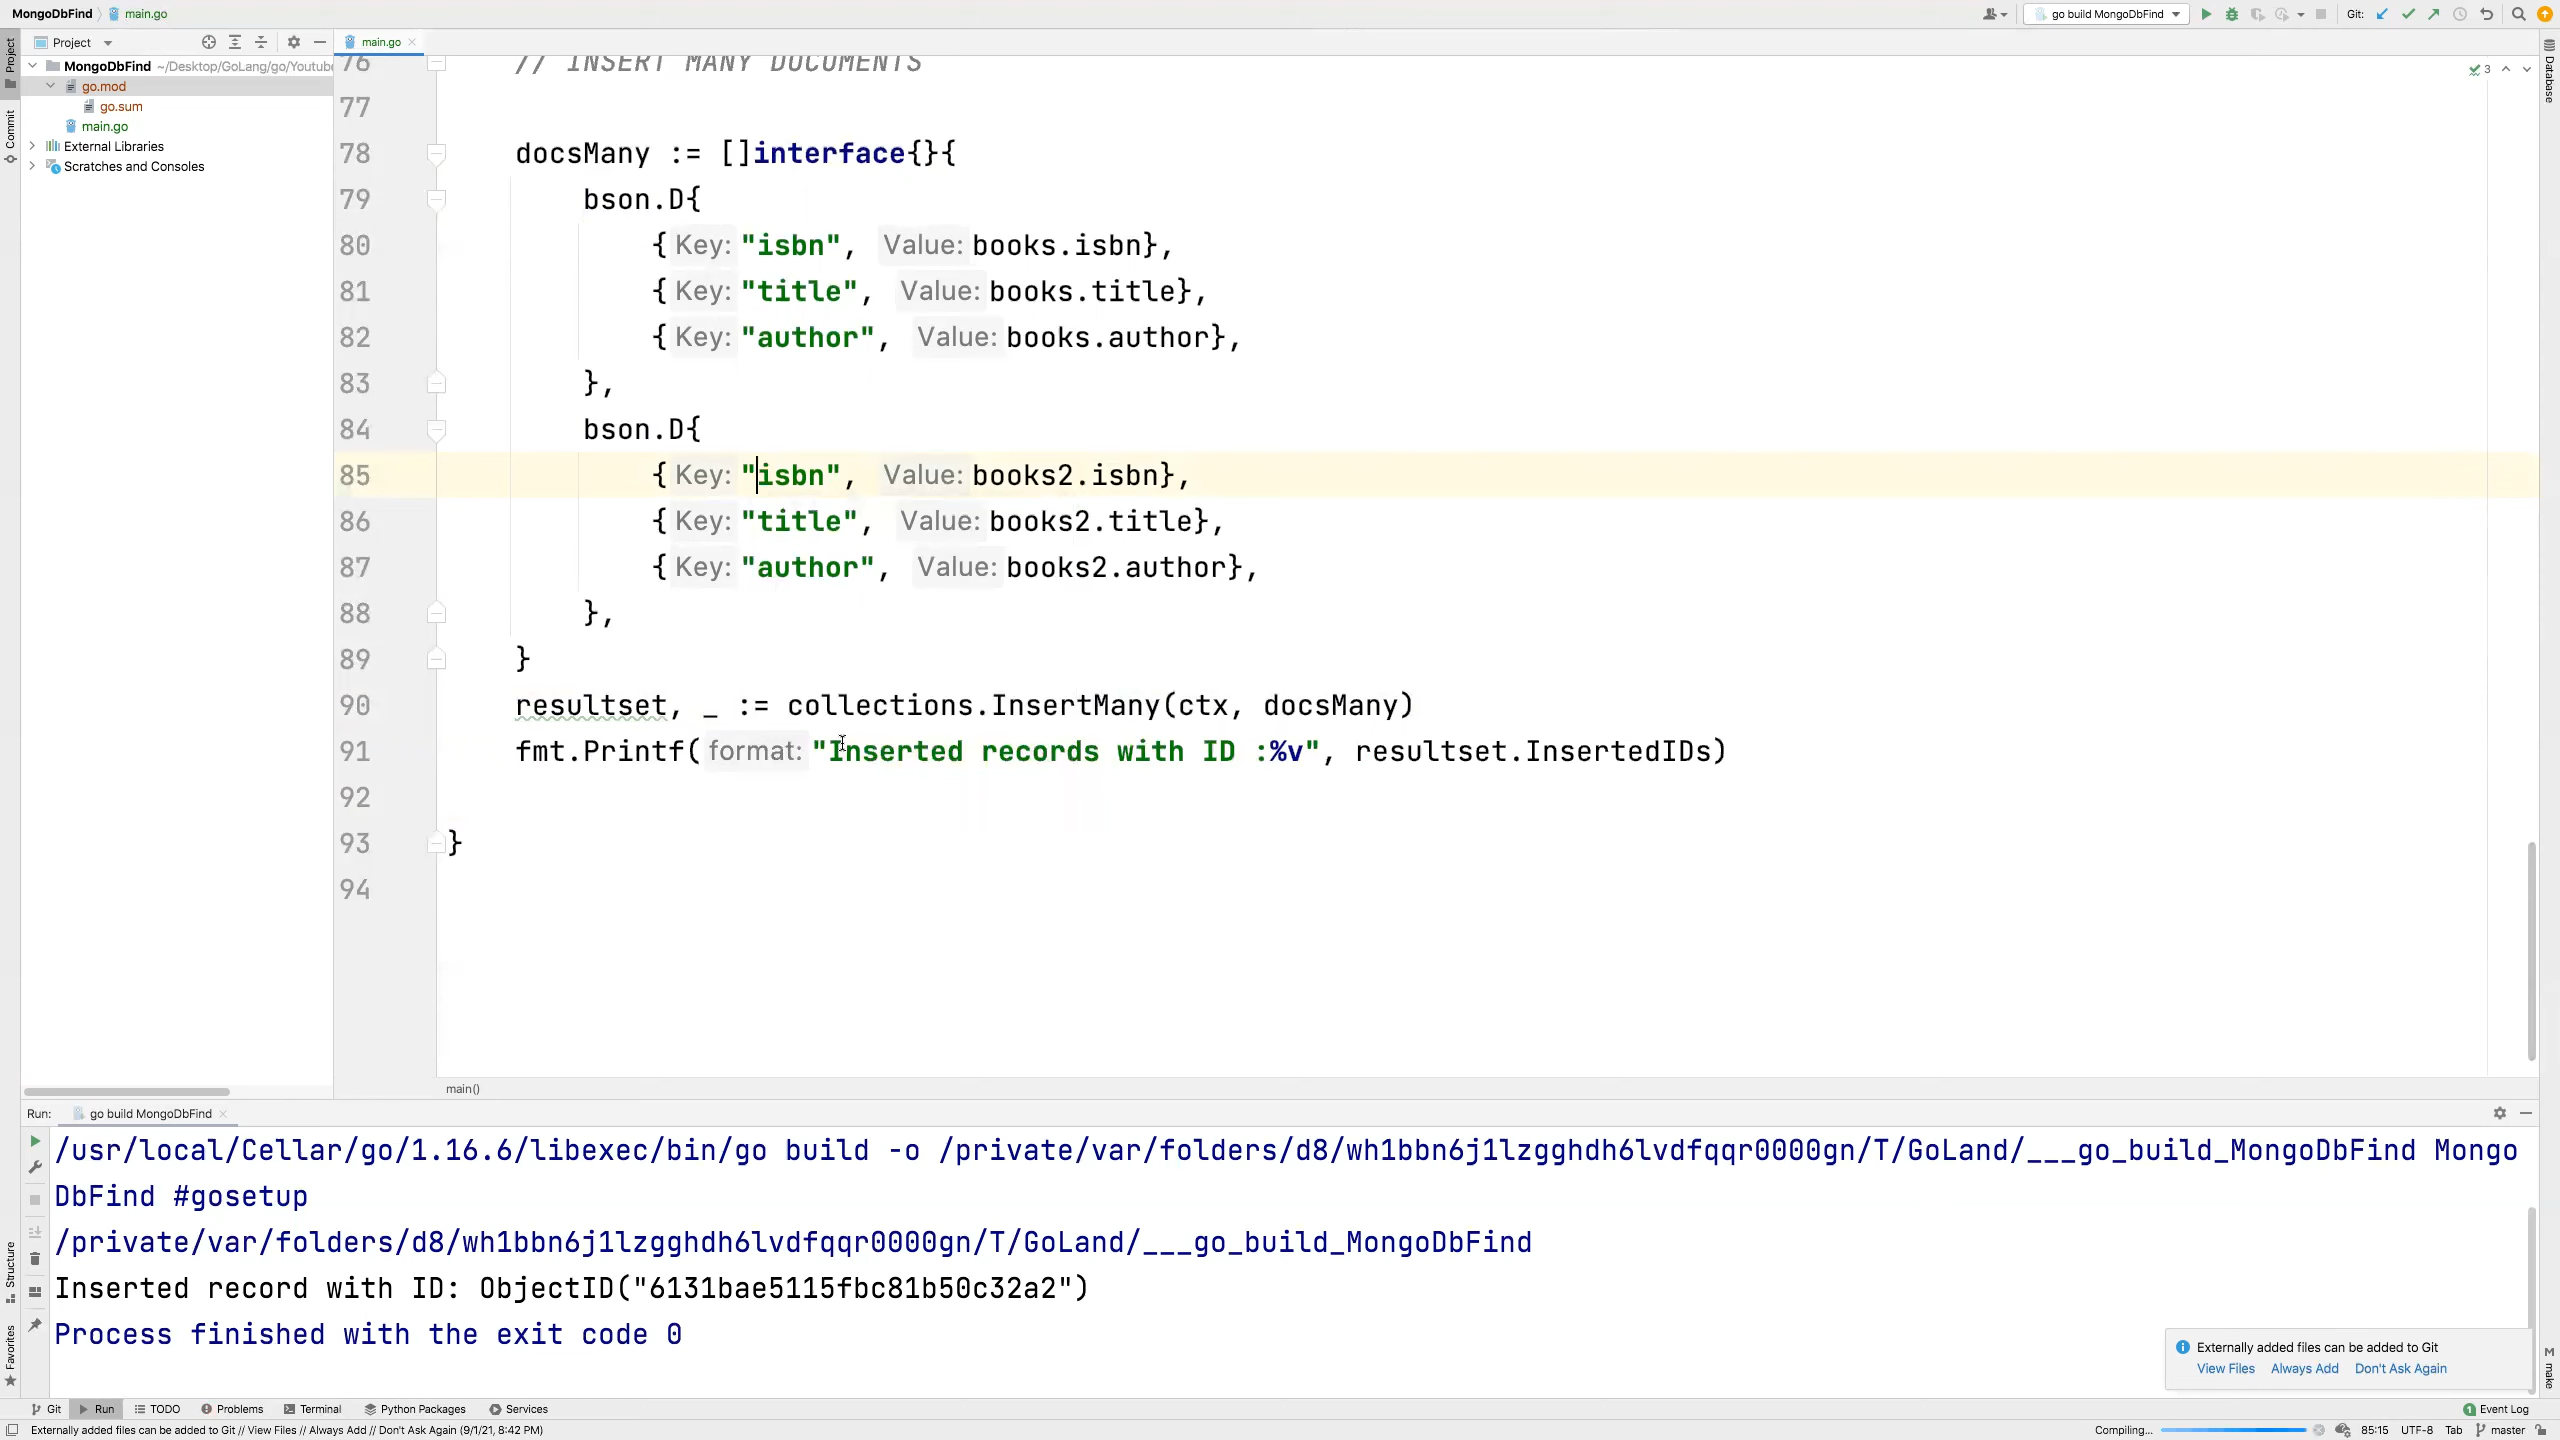 MongoDbFind main.go
go build MongoDbFind
Git:
Project
main.go
MongoDbFind ~/Desktop/GoLang/go/Youtube
go.mod
go.sum
main.go
External Libraries
Scratches and Consoles
Project
Commit
Structure
Favorites
Database
make
3
76 // INSERT MANY DOCUMENTS
77
78 docsMany := []interface{}{
79 bson.D{
80 {Key: "isbn", Value: books.isbn},
81 {Key: "title", Value: books.title},
82 {Key: "author", Value: books.author},
83 },
84 bson.D{
85 {Key: "isbn", Value: books2.isbn},
86 {Key: "title", Value: books2.title},
87 {Key: "author", Value: books2.author},
88 },
89 }
90 resultset, _ := collections.InsertMany(ctx, docsMany)
91 fmt.Printf(format: "Inserted records with ID :%v", resultset.InsertedIDs)
92
93 }
94
main()
Run: go build MongoDbFind
/usr/local/Cellar/go/1.16.6/libexec/bin/go build -o /private/var/folders/d8/wh1bbn6j1lzgghdh6lvdfqqr0000gn/T/GoLand/___go_build_MongoDbFind Mongo
DbFind #gosetup
/private/var/folders/d8/wh1bbn6j1lzgghdh6lvdfqqr0000gn/T/GoLand/___go_build_MongoDbFind
Inserted record with ID: ObjectID("6131bae5115fbc81b50c32a2")
Process finished with the exit code 0
Externally added files can be added to Git
View Files Always Add Don't Ask Again
Git Run TODO Problems Terminal Python Packages Services
1 Event Log
Externally added files can be added to Git // View Files // Always Add // Don't Ask Again (9/1/21, 8:42 PM)
Compiling... 85:15 UTF-8 Tab master